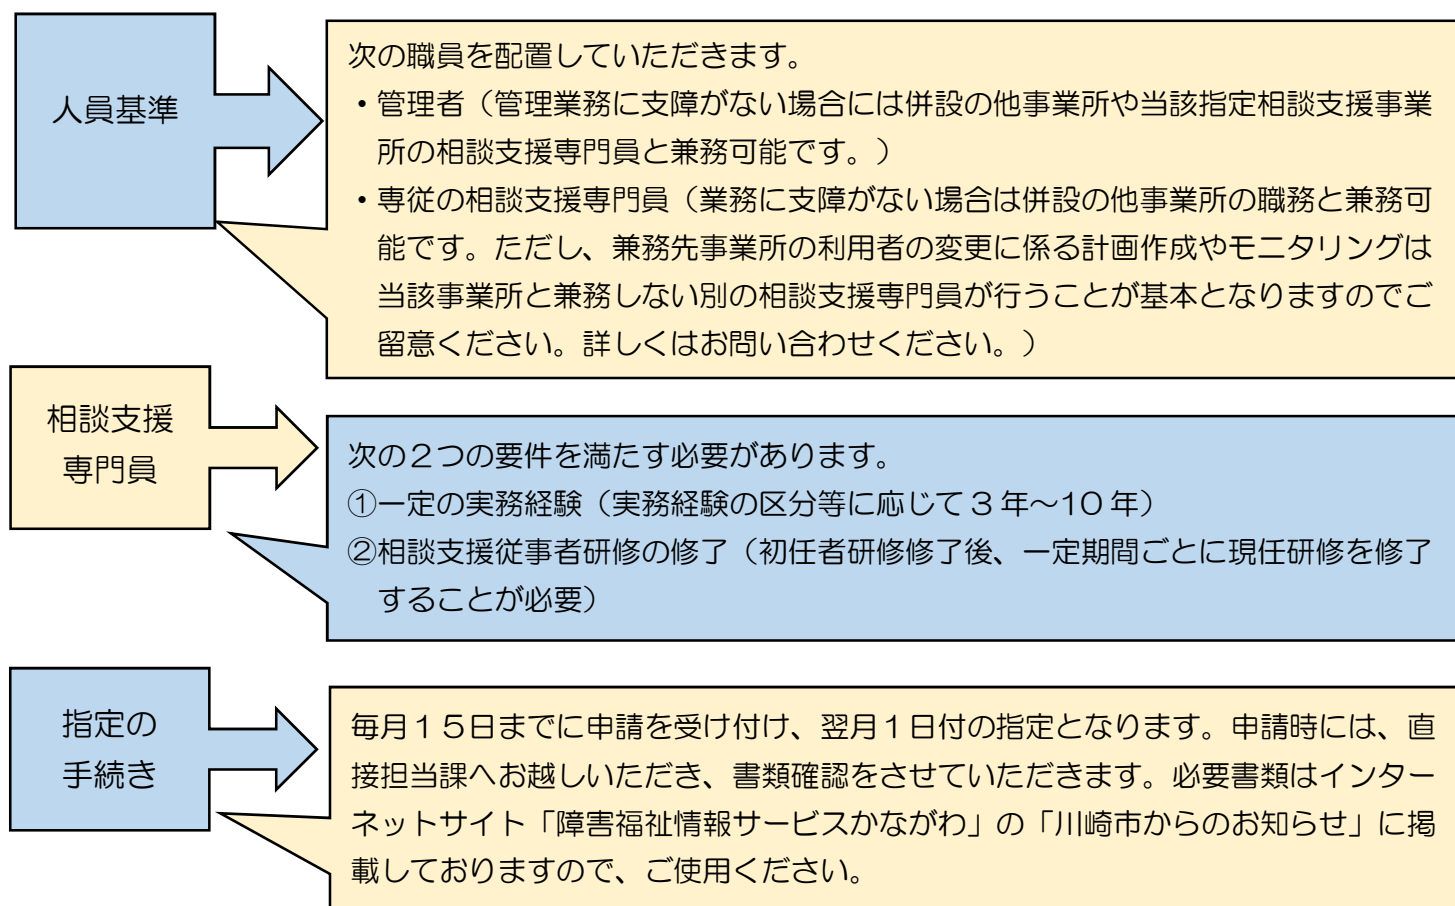 人員基準
次の職員を配置していただきます。
・管理者（管理業務に支障がない場合には併設の他事業所や当該指定相談支援事業
所の相談支援専門員と兼務可能です。）
・専従の相談支援専門員（業務に支障がない場合は併設の他事業所の職務と兼務可
能です。ただし、兼務先事業所の利用者の変更に係る計画作成やモニタリングは
当該事業所と兼務しない別の相談支援専門員が行うことが基本となりますのでご
留意ください。詳しくはお問い合わせください。）
相談支援
専門員
次の２つの要件を満たす必要があります。
①一定の実務経験（実務経験の区分等に応じて３年～10年）
②相談支援従事者研修の修了（初任者研修修了後、一定期間ごとに現任研修を修了
することが必要）
指定の
手続き
毎月１５日までに申請を受け付け、翌月１日付の指定となります。申請時には、直
接担当課へお越しいただき、書類確認をさせていただきます。必要書類はインター
ネットサイト「障害福祉情報サービスかながわ」の「川崎市からのお知らせ」に掲
載しておりますので、ご使用ください。